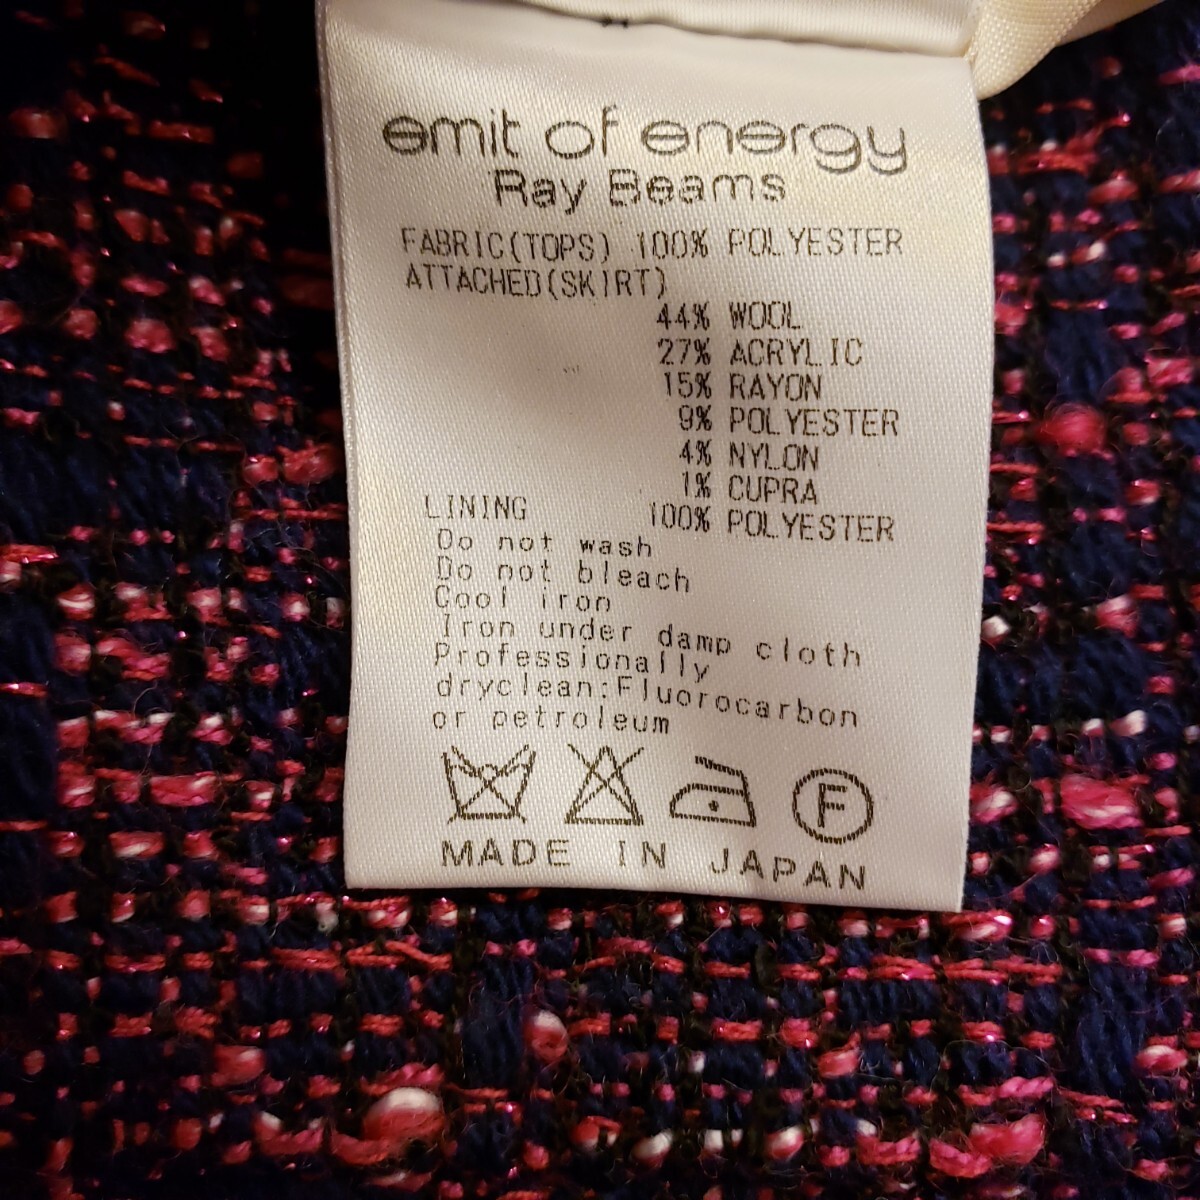 emit of energy
Ray Beams
FABRIC(TOPS) 100% POLYESTER
ATTACHED(SKIRT)
44% WOOL
27% ACRYLIC
15% RAYON
9% POLYESTER
4% NYLON
1% CUPRA
LINING 100% POLYESTER
Do not wash
Do not bleach
Cool iron
Iron under damp cloth
Professionally
dryclean:Fluorocarbon
or petroleum
F
MADE IN JAPAN